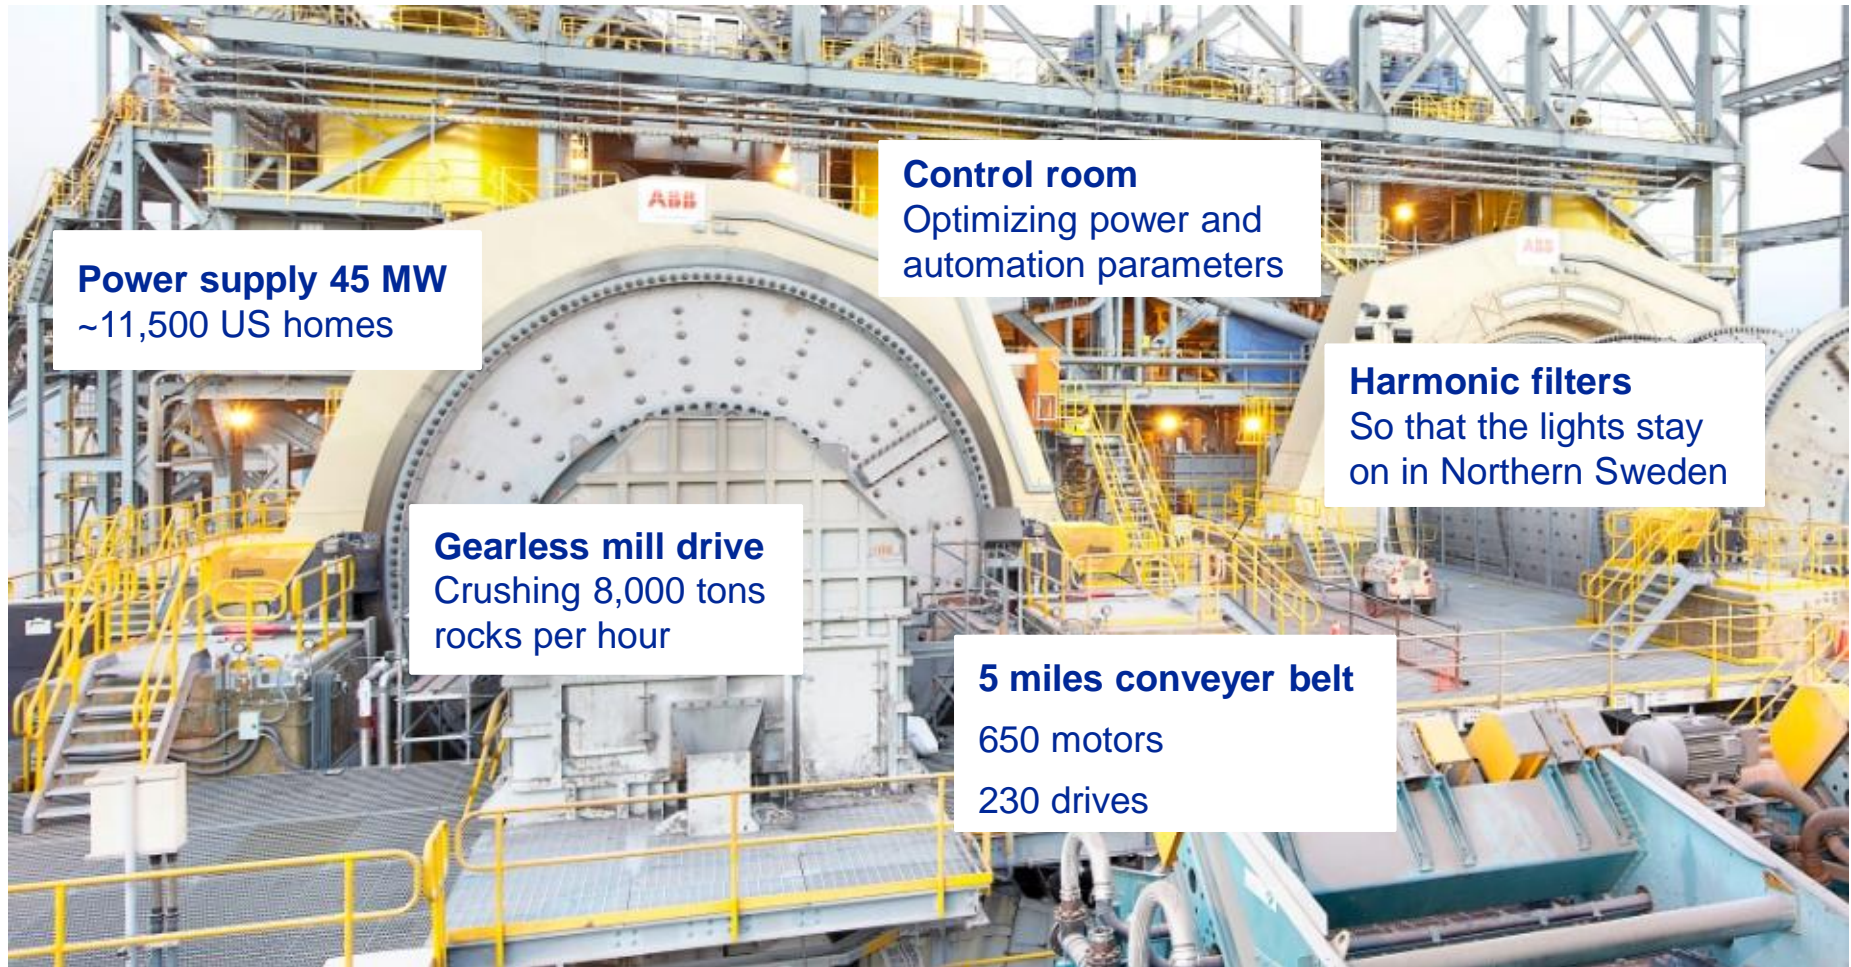 ABB
Control room
Optimizing power and
automation parameters
ABB
Power supply 45 MW
~11,500 US homes
Harmonic filters
So that the lights stay
on in Northern Sweden
Gearless mill drive
Crushing 8,000 tons
rocks per hour
5 miles conveyer belt
650 motors
230 drives